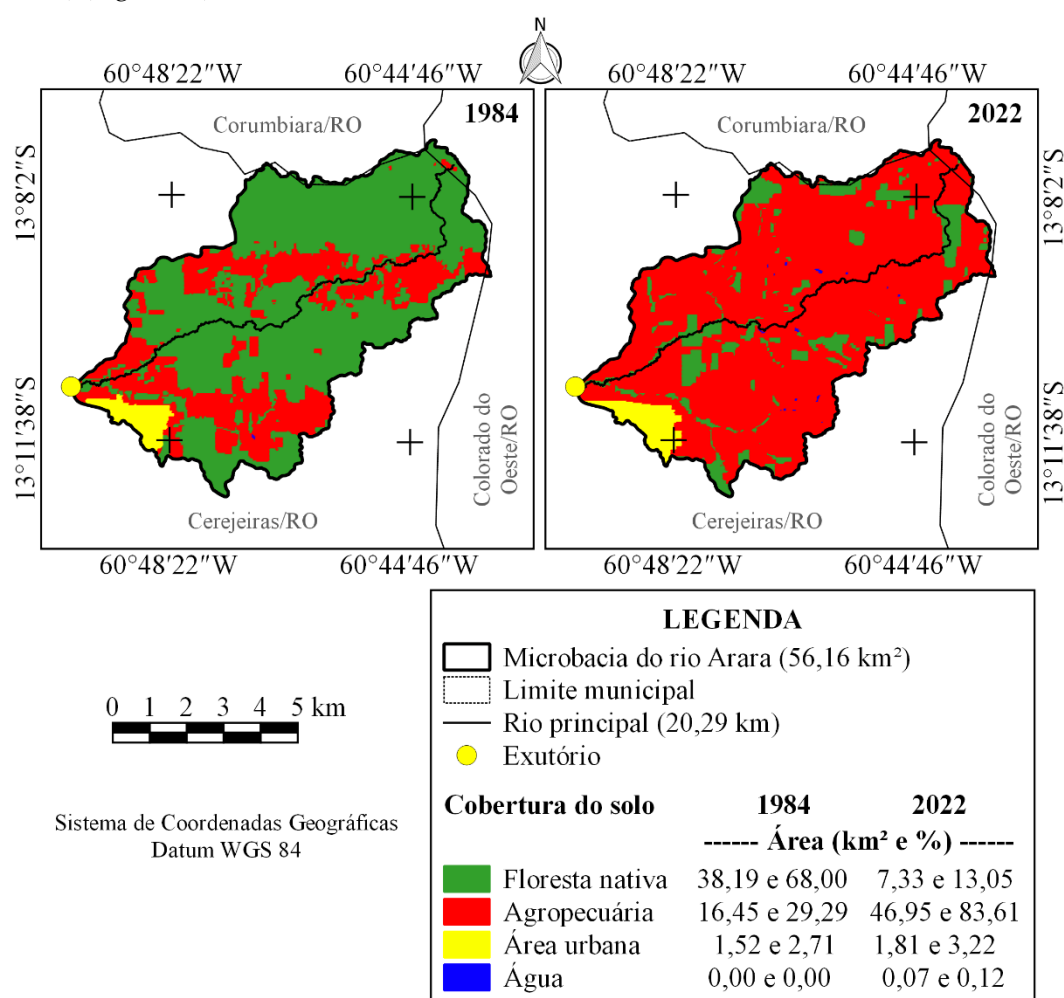 N
60°48'22"W 60°44'46"W 60°48'22"W 60°44'46"W
1984 2022
Corumbiara/RO Corumbiara/RO
13°8'2"S 13°8'2"S
13°11'38"S 13°11'38"S
Colorado do
Oeste/RO
Colorado do
Oeste/RO
Cerejeiras/RO Cerejeiras/RO
60°48'22"W 60°44'46"W 60°48'22"W 60°44'46"W
0 1 2 3 4 5 km
Sistema de Coordenadas Geográficas
Datum WGS 84
LEGENDA
Microbacia do rio Arara (56,16 km²)
Limite municipal
Rio principal (20,29 km)
Exutório
Cobertura do solo 1984 2022
------ Área (km² e %) ------
Floresta nativa 38,19 e 68,00 7,33 e 13,05
Agropecuária 16,45 e 29,29 46,95 e 83,61
Área urbana 1,52 e 2,71 1,81 e 3,22
Água 0,00 e 0,00 0,07 e 0,12